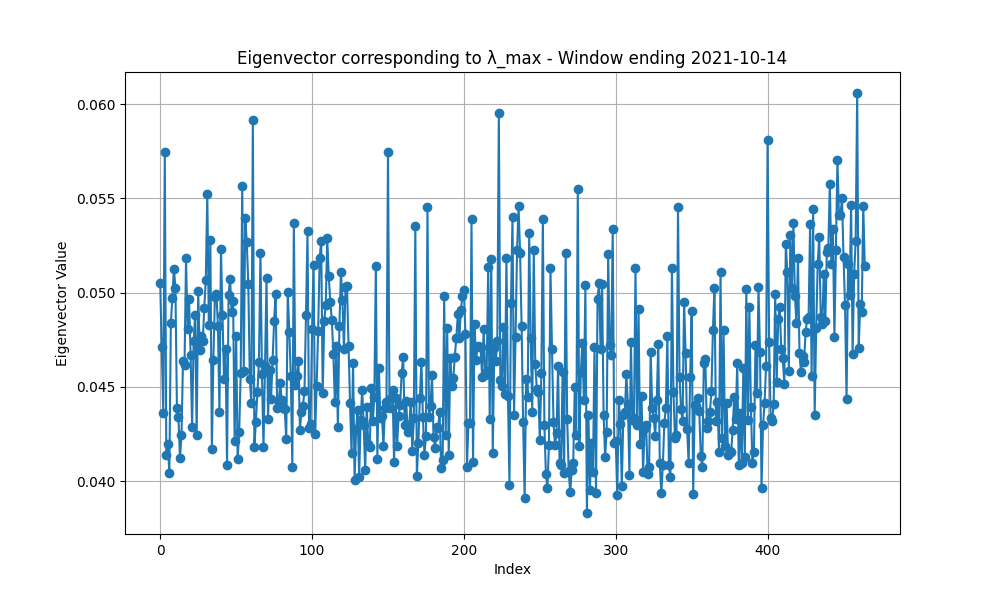 Eigenvector corresponding to λ_max - Window ending 2021-10-14
0.060
0.055
0.050
0.045
0.040
Eigenvector Value
0 100 200 300 400
Index